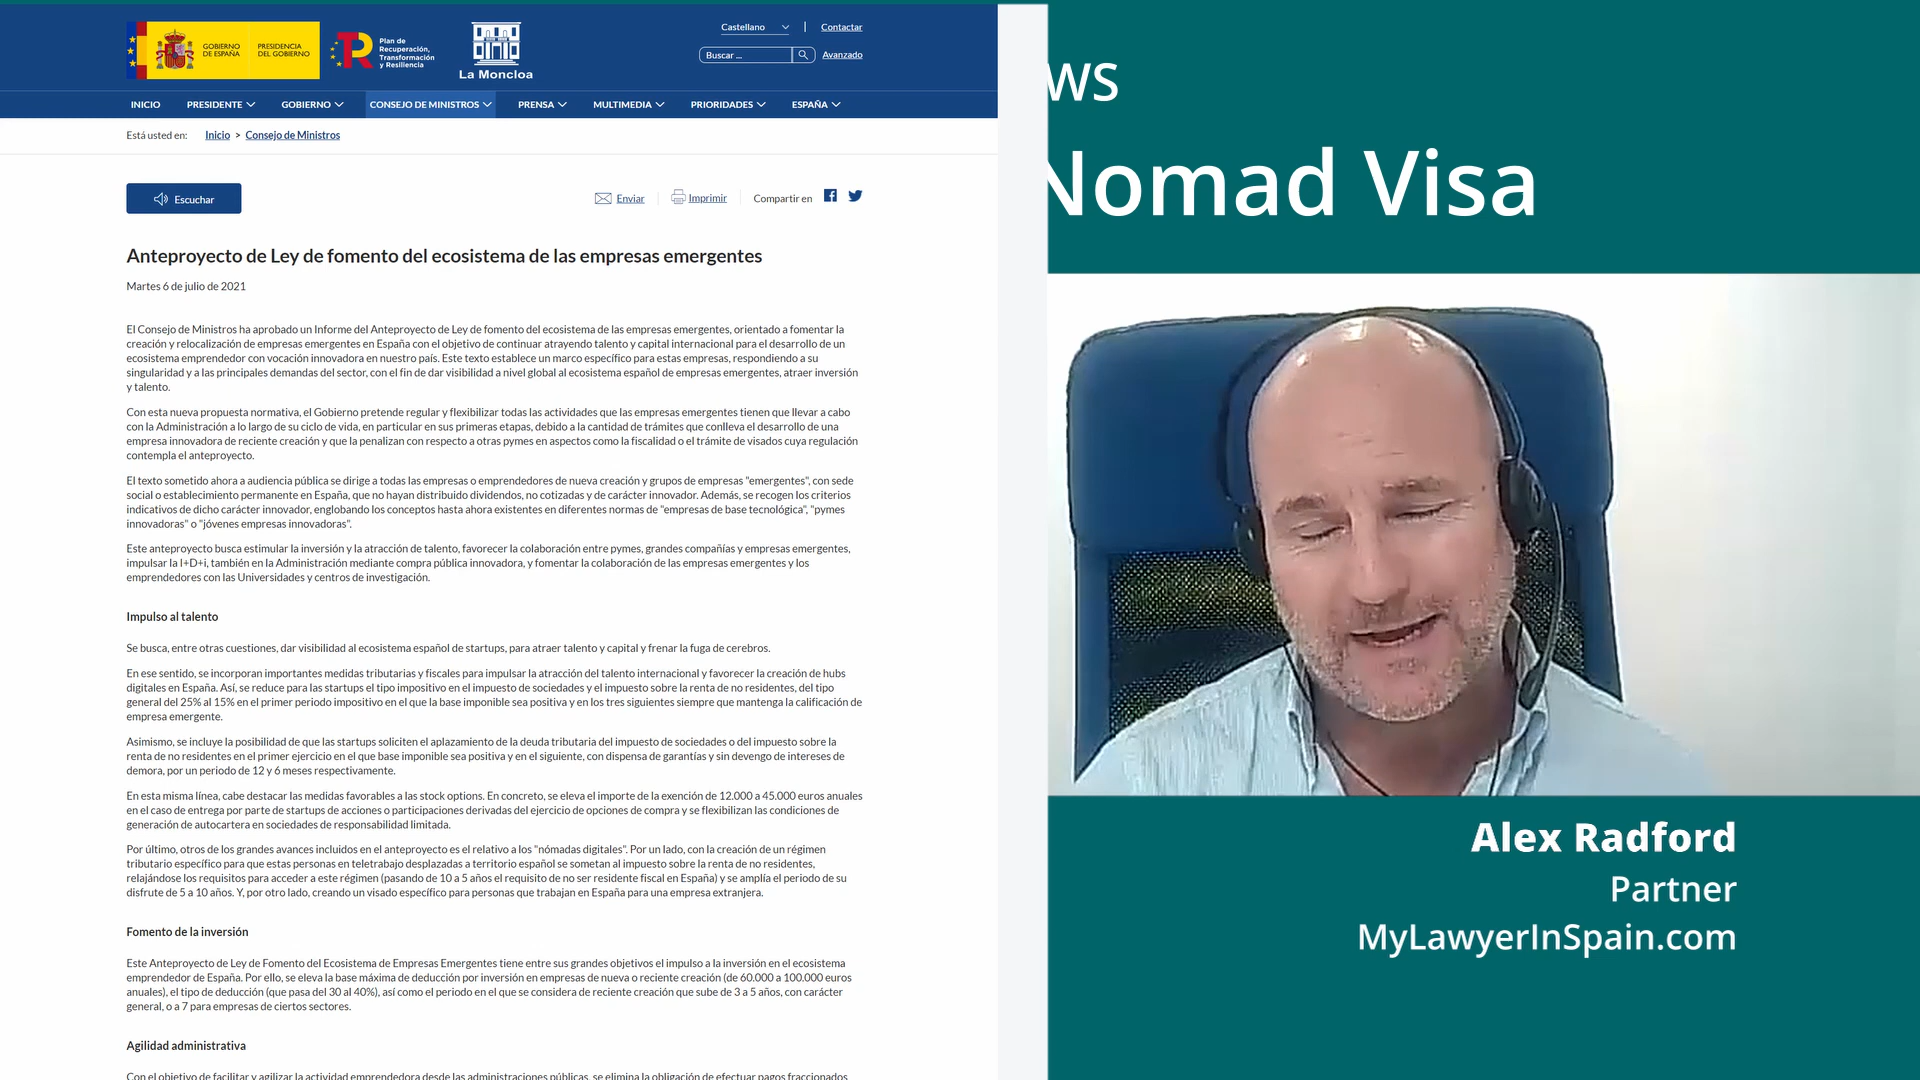 GOBIERNO
DE ESPAÑA
PRESIDENCIA
DEL GOBIERNO
Plan de
Recuperación,
Transformación
y Resiliencia
La Moncloa
Castellano
Contactar
Buscar ...
Avanzado
INICIO PRESIDENTE GOBIERNO CONSEJO DE MINISTROS PRENSA MULTIMEDIA PRIORIDADES ESPAÑA
Está usted en: Inicio > Consejo de Ministros
Escuchar
Enviar Imprimir Compartir en
Anteproyecto de Ley de fomento del ecosistema de las empresas emergentes
Martes 6 de julio de 2021
El Consejo de Ministros ha aprobado un Informe del Anteproyecto de Ley de fomento del ecosistema de las empresas emergentes, orientado a fomentar la
creación y relocalización de empresas emergentes en España con el objetivo de continuar atrayendo talento y capital internacional para el desarrollo de un
ecosistema emprendedor con vocación innovadora en nuestro país. Este texto establece un marco específico para estas empresas, respondiendo a su
singularidad y a las principales demandas del sector, con el fin de dar visibilidad a nivel global al ecosistema español de empresas emergentes, atraer inversión
y talento.
Con esta nueva propuesta normativa, el Gobierno pretende regular y flexibilizar todas las actividades que las empresas emergentes tienen que llevar a cabo
con la Administración a lo largo de su ciclo de vida, en particular en sus primeras etapas, debido a la cantidad de trámites que conlleva el desarrollo de una
empresa innovadora de reciente creación y que la penalizan con respecto a otras pymes en aspectos como la fiscalidad o el trámite de visados cuya regulación
contempla el anteproyecto.
El texto sometido ahora a audiencia pública se dirige a todas las empresas o emprendedores de nueva creación y grupos de empresas "emergentes", con sede
social o establecimiento permanente en España, que no hayan distribuido dividendos, no cotizadas y de carácter innovador. Además, se recogen los criterios
indicativos de dicho carácter innovador, englobando los conceptos hasta ahora existentes en diferentes normas de "empresas de base tecnológica", "pymes
innovadoras" o "jóvenes empresas innovadoras".
Este anteproyecto busca estimular la inversión y la atracción de talento, favorecer la colaboración entre pymes, grandes compañías y empresas emergentes,
impulsar la I+D+i, también en la Administración mediante compra pública innovadora, y fomentar la colaboración de las empresas emergentes y los
emprendedores con las Universidades y centros de investigación.
Impulso al talento
Se busca, entre otras cuestiones, dar visibilidad al ecosistema español de startups, para atraer talento y capital y frenar la fuga de cerebros.
En ese sentido, se incorporan importantes medidas tributarias y fiscales para impulsar la atracción del talento internacional y favorecer la creación de hubs
digitales en España. Así, se reduce para las startups el tipo impositivo en el impuesto de sociedades y el impuesto sobre la renta de no residentes, del tipo
general del 25% al 15% en el primer periodo impositivo en el que la base imponible sea positiva y en los tres siguientes siempre que mantenga la calificación de
empresa emergente.
Asimismo, se incluye la posibilidad de que las startups soliciten el aplazamiento de la deuda tributaria del impuesto de sociedades o del impuesto sobre la
renta de no residentes en el primer ejercicio en el que base imponible sea positiva y en el siguiente, con dispensa de garantías y sin devengo de intereses de
demora, por un periodo de 12 y 6 meses respectivamente.
En esta misma línea, cabe destacar las medidas favorables a las stock options. En concreto, se eleva el importe de la exención de 12.000 a 45.000 euros anuales
en el caso de entrega por parte de startups de acciones o participaciones derivadas del ejercicio de opciones de compra y se flexibilizan las condiciones de
generación de autocartera en sociedades de responsabilidad limitada.
Por último, otros de los grandes avances incluidos en el anteproyecto es el relativo a los "nómadas digitales". Por un lado, con la creación de un régimen
tributario específico para que estas personas en teletrabajo desplazadas a territorio español se sometan al impuesto sobre la renta de no residentes,
relajándose los requisitos para acceder a este régimen (pasando de 10 a 5 años el requisito de no ser residente fiscal en España) y se amplía el periodo de su
disfrute de 5 a 10 años. Y, por otro lado, creando un visado específico para personas que trabajan en España para una empresa extranjera.
Fomento de la inversión
Este Anteproyecto de Ley de Fomento del Ecosistema de Empresas Emergentes tiene entre sus grandes objetivos el impulso a la inversión en el ecosistema
emprendedor de España. Por ello, se eleva la base máxima de deducción por inversión en empresas de nueva o reciente creación (de 60.000 a 100.000 euros
anuales), el tipo de deducción (que pasa del 30 al 40%), así como el periodo en el que se considera de reciente creación que sube de 3 a 5 años, con carácter
general, o a 7 para empresas de ciertos sectores.
Agilidad administrativa
Con el objetivo de facilitar y agilizar la actividad emprendedora desde las administraciones públicas, se elimina la obligación de efectuar pagos fraccionados
ws
Nomad Visa
Alex Radford
Partner
MyLawyerInSpain.com